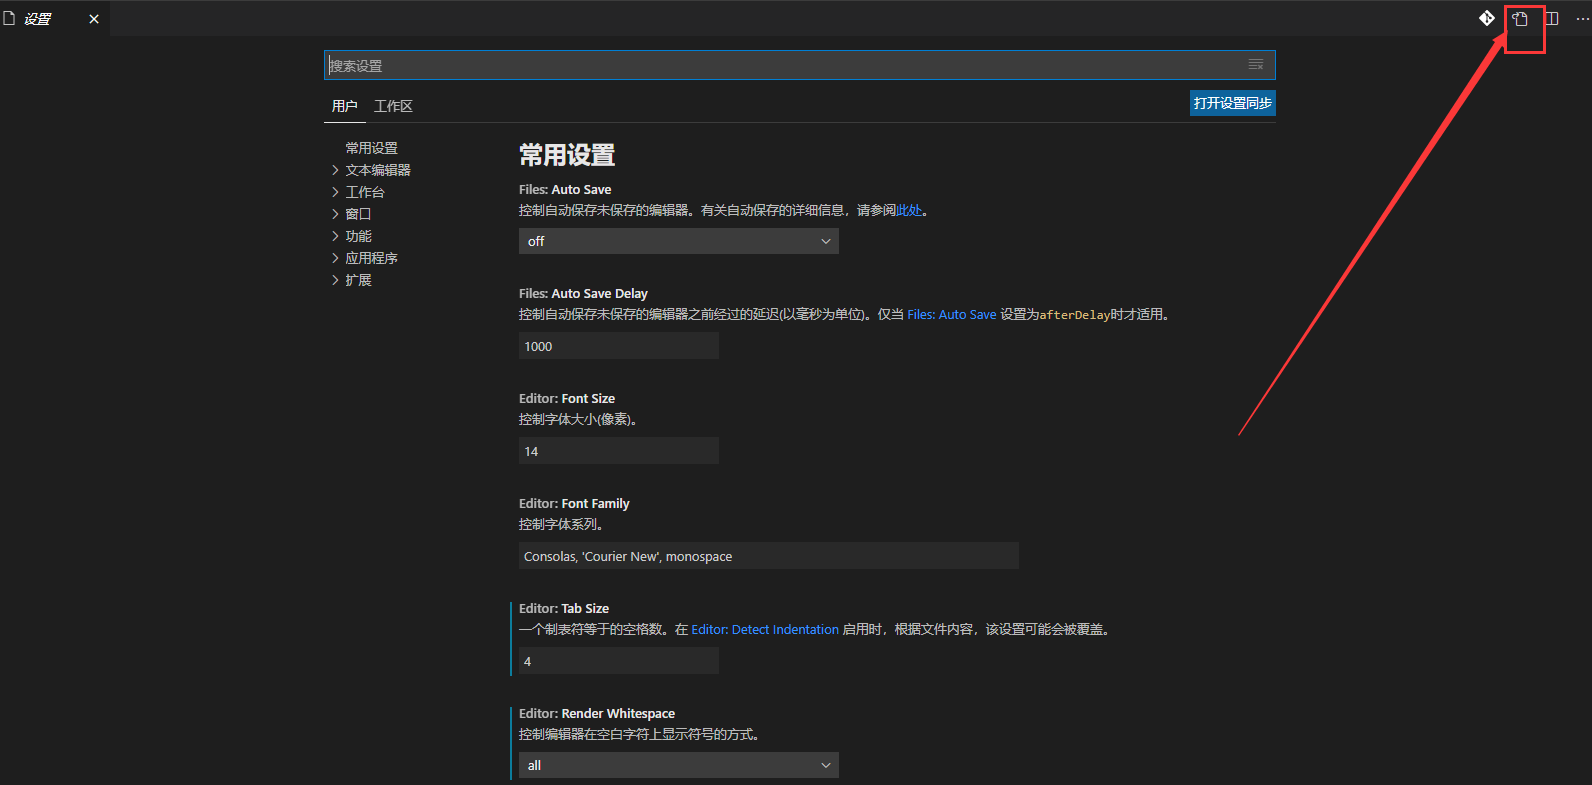 设置
搜索设置
用户 工作区
打开设置同步
常用设置
文本编辑器
工作台
窗口
功能
应用程序
扩展
常用设置
Files: Auto Save
控制自动保存未保存的编辑器。有关自动保存的详细信息，请参阅此处。
off
Files: Auto Save Delay
控制自动保存未保存的编辑器之前经过的延迟(以毫秒为单位)。仅当 Files: Auto Save 设置为afterDelay时才适用。
1000
Editor: Font Size
控制字体大小(像素)。
14
Editor: Font Family
控制字体系列。
Consolas, 'Courier New', monospace
Editor: Tab Size
一个制表符等于的空格数。在 Editor: Detect Indentation 启用时，根据文件内容，该设置可能会被覆盖。
4
Editor: Render Whitespace
控制编辑器在空白字符上显示符号的方式。
all